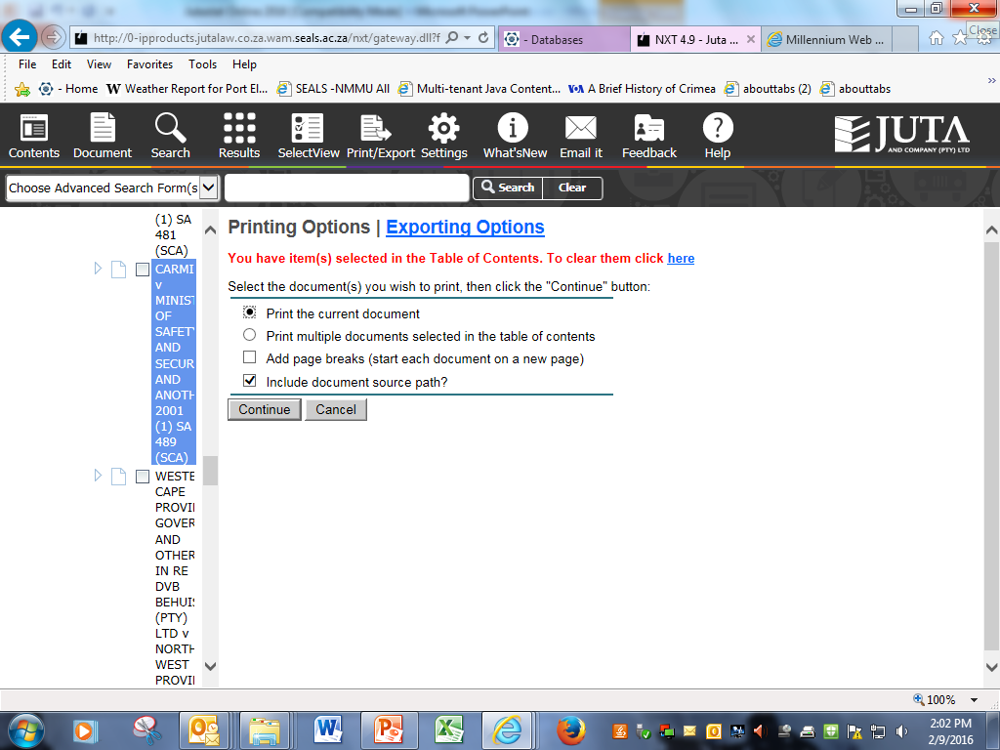 Close
http://0-ipproducts.jutalaw.co.za.wam.seals.ac.za/nxt/gateway.dll?f
- Databases
NXT 4.9 - Juta ...
Millennium Web ...
File Edit View Favorites Tools Help
- Home
Weather Report for Port El...
SEALS -NMMU All
Multi-tenant Java Content...
VOA A Brief History of Crimea
abouttabs (2)
abouttabs
Contents Document Search Results SelectView Print/Export Settings What'sNew Email it Feedback Help
JUTA
AND COMPANY (PTY) LTD
Choose Advanced Search Form(s
Search Clear
(1) SA
481
(SCA)
CARMI
v
MINIST
OF
SAFETY
AND
SECUR
AND
ANOTH
2001
(1) SA
489
(SCA)
WESTE
CAPE
PROVI
GOVER
AND
OTHER
IN RE
DVB
BEHUIS
(PTY)
LTD v
NORTH
WEST
PROVI
Printing Options | Exporting Options
You have item(s) selected in the Table of Contents. To clear them click here
Select the document(s) you wish to print, then click the "Continue" button:
Print the current document
Print multiple documents selected in the table of contents
Add page breaks (start each document on a new page)
Include document source path?
Continue Cancel
100%
2:02 PM
2/9/2016